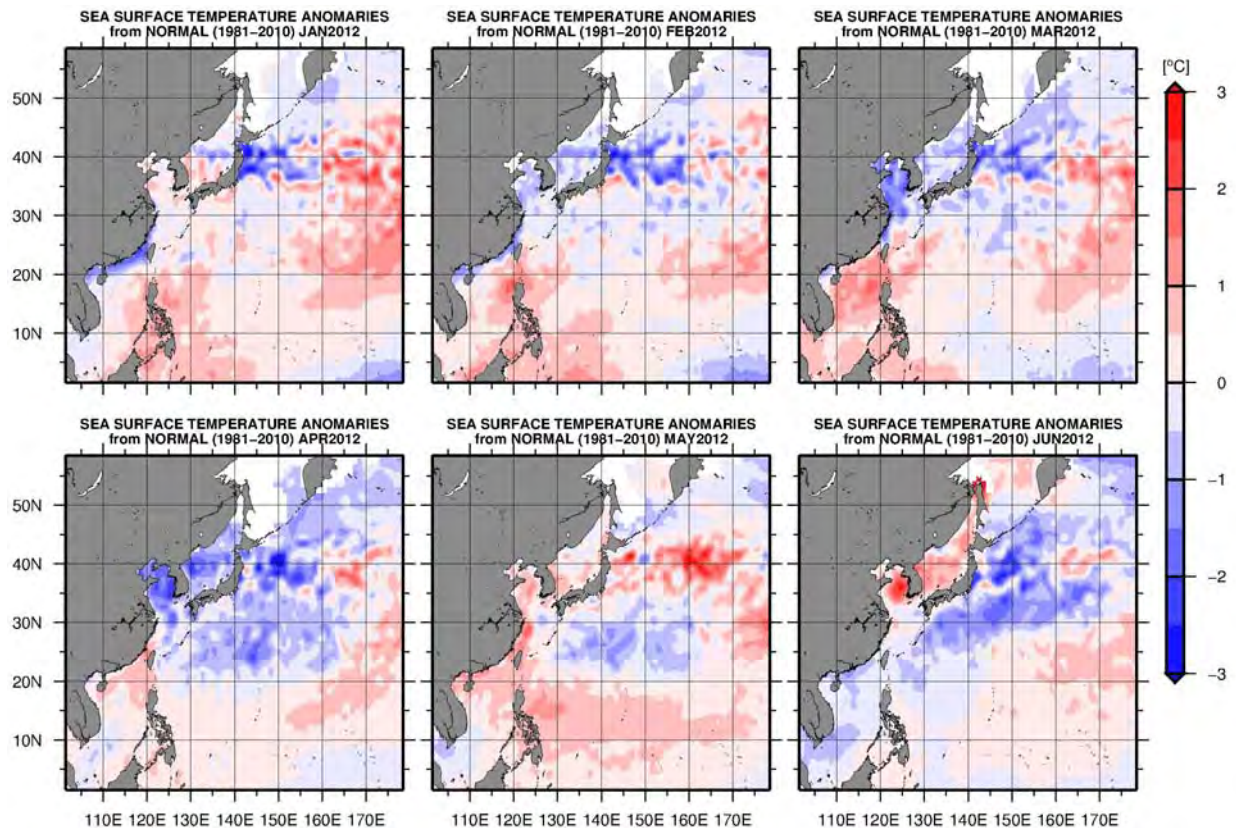 SEA SURFACE TEMPERATURE ANOMARIES
from NORMAL (1981-2010) JAN2012
SEA SURFACE TEMPERATURE ANOMARIES
from NORMAL (1981-2010) FEB2012
SEA SURFACE TEMPERATURE ANOMARIES
from NORMAL (1981-2010) MAR2012
[°C]
50N
40N
30N
20N
10N
3
2
1
0
-1
-2
-3
SEA SURFACE TEMPERATURE ANOMARIES
from NORMAL (1981-2010) APR2012
SEA SURFACE TEMPERATURE ANOMARIES
from NORMAL (1981-2010) MAY2012
SEA SURFACE TEMPERATURE ANOMARIES
from NORMAL (1981-2010) JUN2012
50N
40N
30N
20N
10N
110E 120E 130E 140E 150E 160E 170E
110E 120E 130E 140E 150E 160E 170E
110E 120E 130E 140E 150E 160E 170E